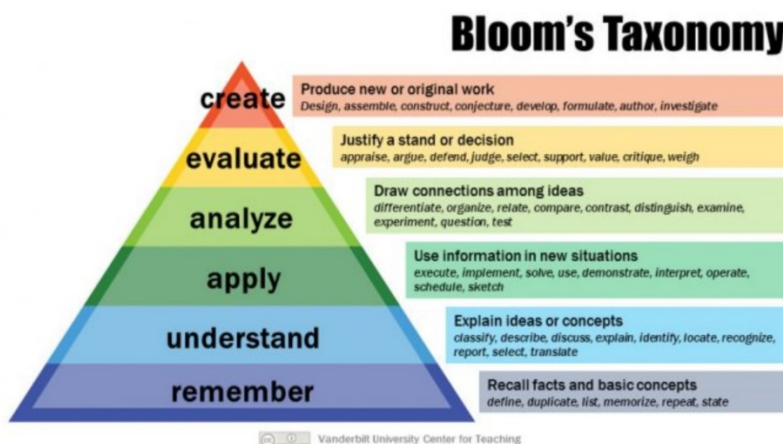 Bloom's Taxonomy
create
Produce new or original work
Design, assemble, construct, conjecture, develop, formulate, author, investigate
evaluate
Justify a stand or decision
appraise, argue, defend, judge, select, support, value, critique, weigh
analyze
Draw connections among ideas
differentiate, organize, relate, compare, contrast, distinguish, examine,
experiment, question, test
apply
Use information in new situations
execute, implement, solve, use, demonstrate, interpret, operate,
schedule, sketch
understand
Explain ideas or concepts
classify, describe, discuss, explain, identify, locate, recognize,
report, select, translate
remember
Recall facts and basic concepts
define, duplicate, list, memorize, repeat, state
Vanderbilt University Center for Teaching